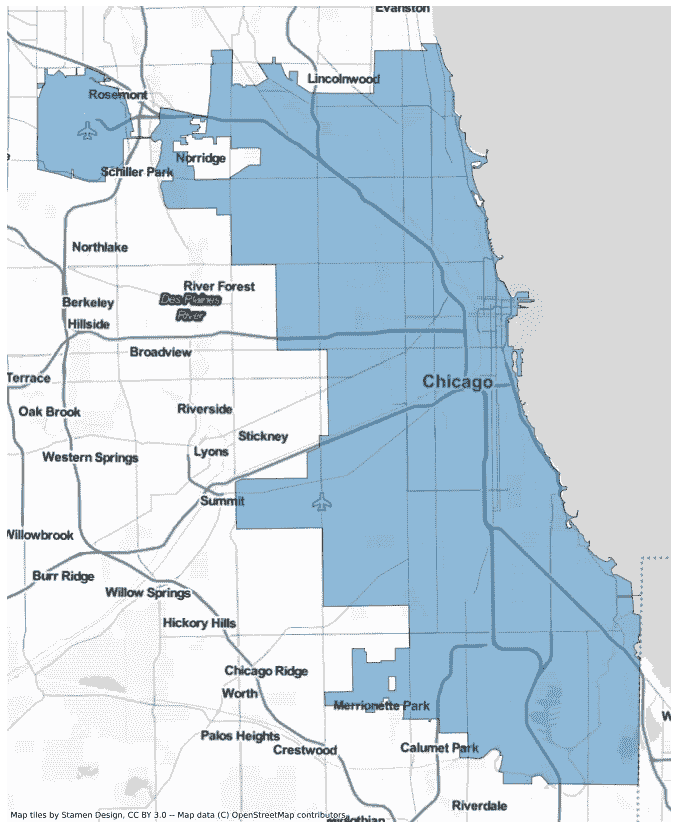 Evanston
Lincolnwood
Rosemont
Norridge
Schiller Park
Northlake
River Forest
Des Plaines
River
Berkeley
Hillside
Broadview
Terrace
Chicago
Oak Brook
Riverside
Stickney
Lyons
Western Springs
Summit
Willowbrook
Burr Ridge
Willow Springs
Hickory Hills
Chicago Ridge
Worth
Merrionette Park
W
Palos Heights
Crestwood
Calumet Park
Riverdale
Map tiles by Stamen Design, CC BY 3.0 -- Map data (C) OpenStreetMap contributors